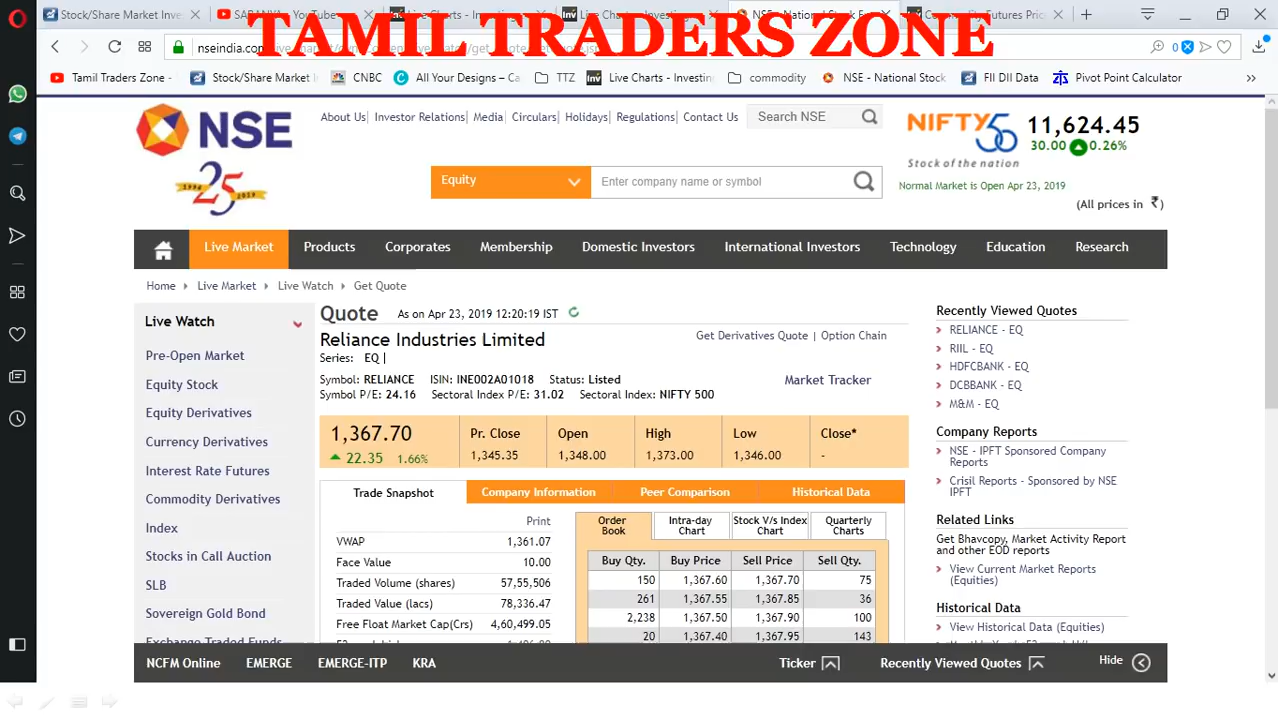 Stock/Share Market Inve
TAMIL TRADERS ZONE
nseindia.co
Tamil Traders Zone -
Stock/Share Market I
CNBC
All Your Designs – Ca
TTZ
Live Charts - Investing
commodity
NSE - National Stock
FII DII Data
Pivot Point Calculator
»
NSE
About Us| Investor Relations| Media| Circulars| Holidays| Regulations| Contact Us
Search NSE
NIFTY50
Stock of the nation
11,624.45
30.00 0.26%
Normal Market is Open Apr 23, 2019
(All prices in ₹)
25
1994 2019
Equity
Enter company name or symbol
Live Market Products Corporates Membership Domestic Investors International Investors Technology Education Research
Home Live Market Live Watch Get Quote
Live Watch
Pre-Open Market
Equity Stock
Equity Derivatives
Currency Derivatives
Interest Rate Futures
Commodity Derivatives
Index
Stocks in Call Auction
SLB
Sovereign Gold Bond
Exchange Traded Funds
Quote As on Apr 23, 2019 12:20:19 IST
Reliance Industries Limited
Get Derivatives Quote | Option Chain
Series: EQ |
Symbol: RELIANCE ISIN: INE002A01018 Status: Listed
Market Tracker
Symbol P/E: 24.16 Sectoral Index P/E: 31.02 Sectoral Index: NIFTY 500
1,367.70 Pr. Close Open High Low Close*
22.35 1.66% 1,345.35 1,348.00 1,373.00 1,346.00 -
Trade Snapshot Company Information Peer Comparison Historical Data
Print
VWAP 1,361.07
Face Value 10.00
Traded Volume (shares) 57,55,506
Traded Value (lacs) 78,336.47
Free Float Market Cap(Crs) 4,60,499.05
Order Book
Intra-day Chart
Stock V/s Index Chart
Quarterly Charts
Buy Qty. Buy Price Sell Price Sell Qty.
150 1,367.60 1,367.70 75
261 1,367.55 1,367.85 36
2,238 1,367.50 1,367.90 100
20 1,367.40 1,367.95 143
Recently Viewed Quotes
RELIANCE - EQ
RIIL - EQ
HDFCBANK - EQ
DCBBANK - EQ
M&M - EQ
Company Reports
NSE - IPFT Sponsored Company
Reports
Crisil Reports - Sponsored by NSE
IPFT
Related Links
Get Bhavcopy, Market Activity Report
and other EOD reports
View Current Market Reports
(Equities)
Historical Data
View Historical Data (Equities)
NCFM Online EMERGE EMERGE-ITP KRA Ticker Recently Viewed Quotes Hide